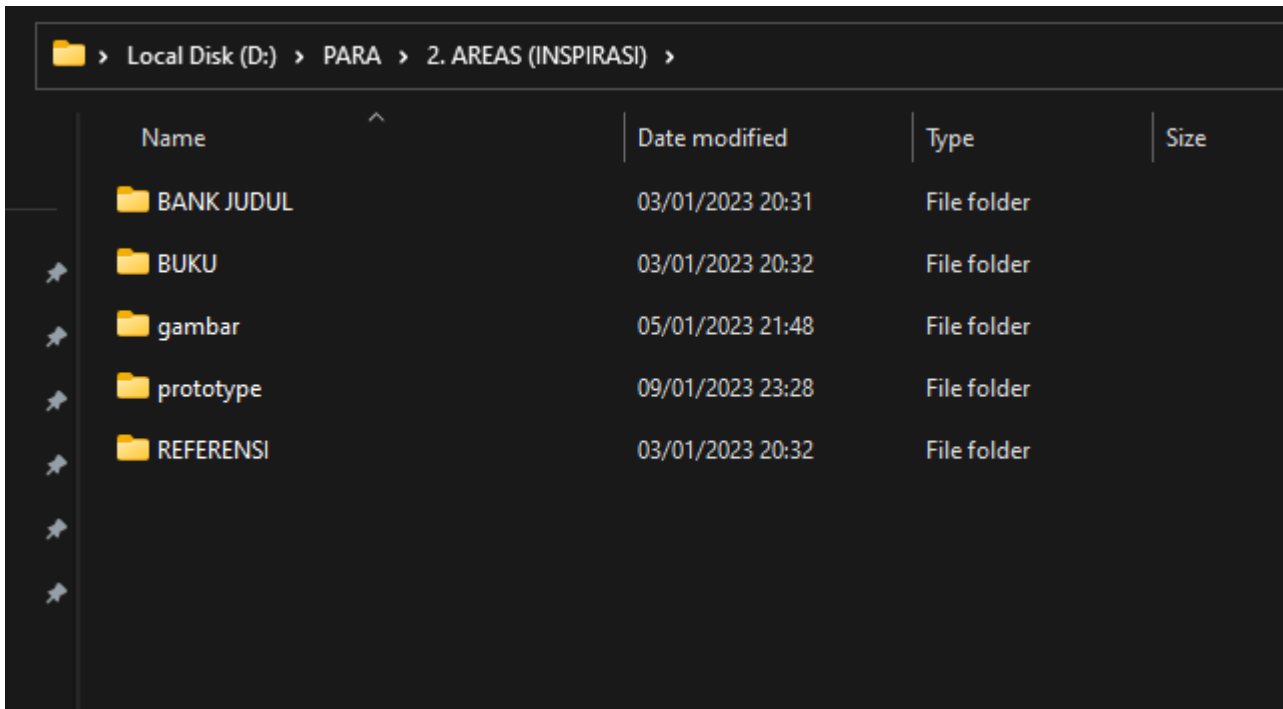 Local Disk (D:) > PARA > 2. AREAS (INSPIRASI) >
Name Date modified Type Size
BANK JUDUL 03/01/2023 20:31 File folder
BUKU 03/01/2023 20:32 File folder
gambar 05/01/2023 21:48 File folder
prototype 09/01/2023 23:28 File folder
REFERENSI 03/01/2023 20:32 File folder